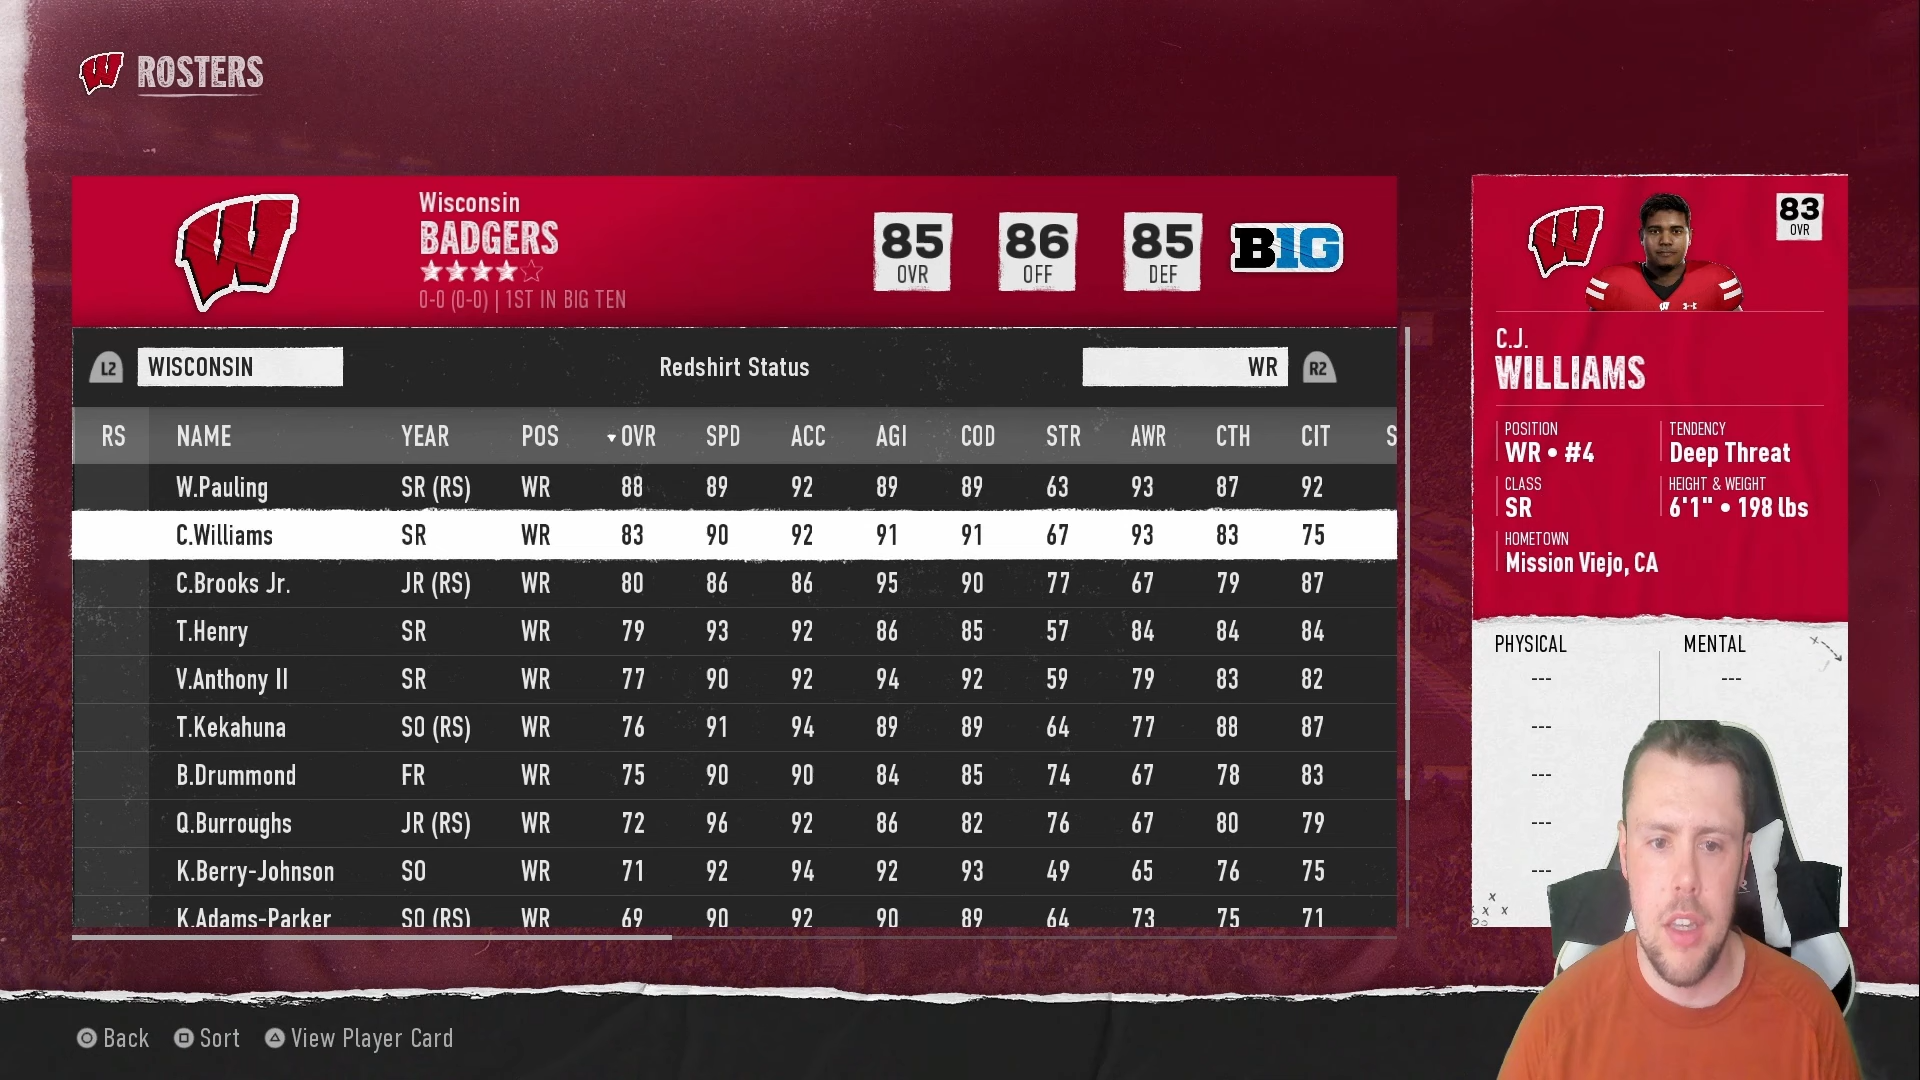 ROSTERS
Wisconsin
BADGERS
0-0 (0-0) | 1ST IN BIG TEN
85 OVR
86 OFF
85 DEF
B1G
L2 WISCONSIN Redshirt Status WR R2
RS NAME YEAR POS OVR SPD ACC AGI COD STR AWR CTH CIT S
W.Pauling SR (RS) WR 88 89 92 89 89 63 93 87 92
C.Williams SR WR 83 90 92 91 91 67 93 83 75
C.Brooks Jr. JR (RS) WR 80 86 86 95 90 77 67 79 87
T.Henry SR WR 79 93 92 86 85 57 84 84 84
V.Anthony II SR WR 77 90 92 94 92 59 79 83 82
T.Kekahuna SO (RS) WR 76 91 94 89 89 64 77 88 87
B.Drummond FR WR 75 90 90 84 85 74 67 78 83
Q.Burroughs JR (RS) WR 72 96 92 86 82 76 67 80 79
K.Berry-Johnson SO WR 71 92 94 92 93 49 65 76 75
K.Adams-Parker SO (RS) WR 69 90 92 90 89 64 73 75 71
Back Sort View Player Card
83
OVR
C.J.
WILLIAMS
POSITION TENDENCY
WR • #4 Deep Threat
CLASS HEIGHT & WEIGHT
SR 6'1" • 198 lbs
HOMETOWN
Mission Viejo, CA
PHYSICAL MENTAL
--- ---
---
---
---
---